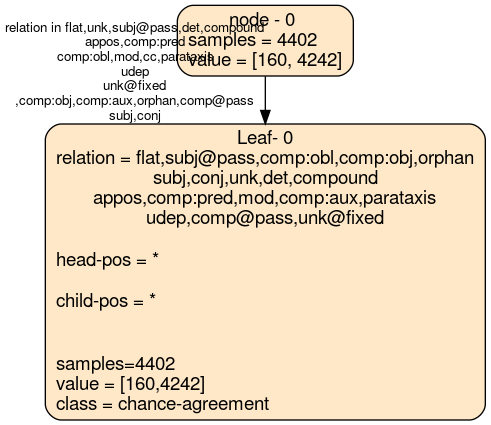 node - 0
samples = 4402
value = [160, 4242]
relation in flat,unk,subj@pass,det,compound
appos,comp:pred
comp:obl,mod,cc,parataxis
udep
unk@fixed
,comp:obj,comp:aux,orphan,comp@pass
subj,conj
Leaf- 0
relation = flat,subj@pass,comp:obl,comp:obj,orphan
subj,conj,unk,det,compound
appos,comp:pred,mod,comp:aux,parataxis
udep,comp@pass,unk@fixed
head-pos = *
child-pos = *
samples=4402
value = [160,4242]
class = chance-agreement